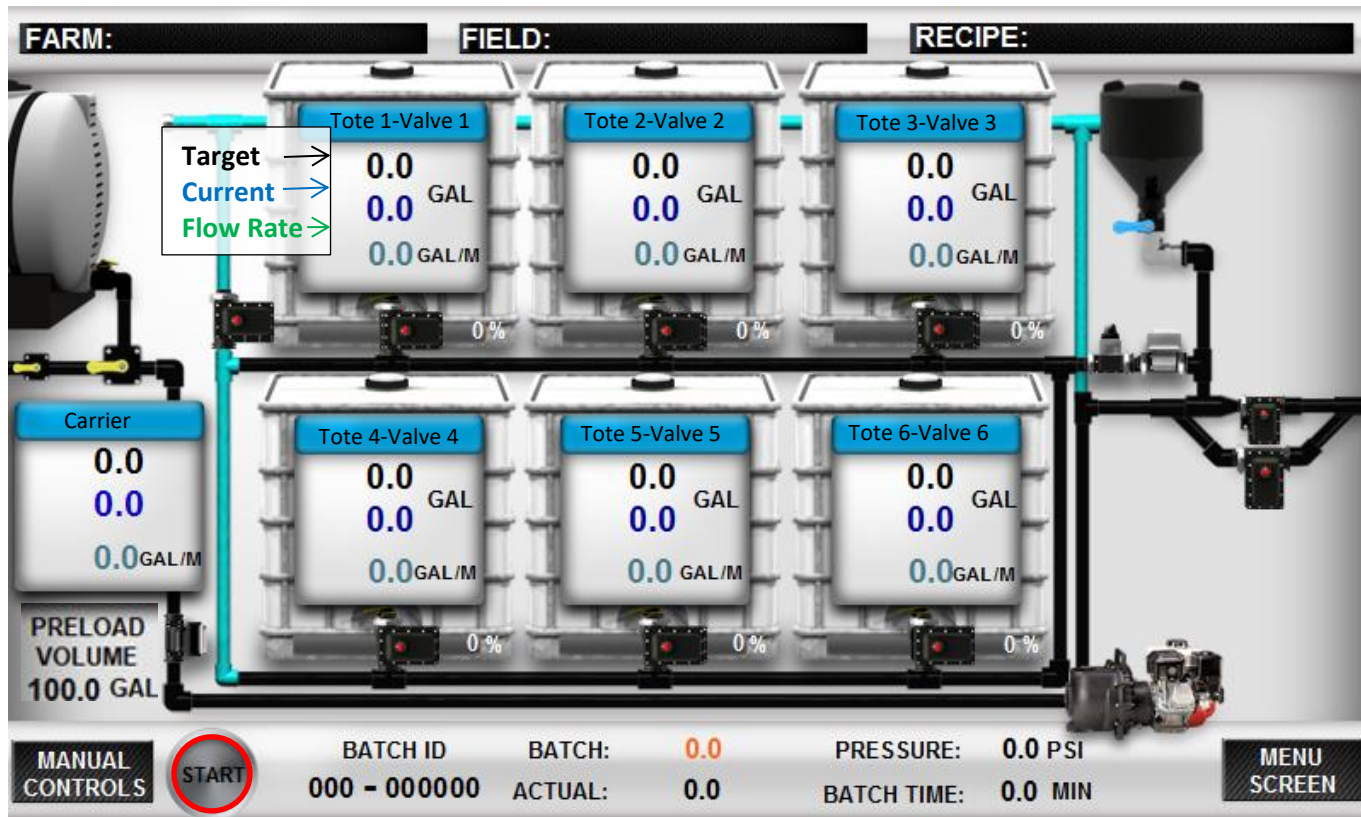 FARM:
FIELD:
RECIPE:
Tote 1-Valve 1
Tote 2-Valve 2
Tote 3-Valve 3
Target
Current
Flow Rate
0.0
0.0 GAL
0.0 GAL/M
0 %
0.0
0.0 GAL
0.0 GAL/M
0 %
0.0
0.0 GAL
0.0 GAL/M
0 %
Carrier
0.0
0.0
0.0 GAL/M
Tote 4-Valve 4
0.0
0.0 GAL
0.0 GAL/M
0 %
Tote 5-Valve 5
0.0
0.0 GAL
0.0 GAL/M
0 %
Tote 6-Valve 6
0.0
0.0 GAL
0.0 GAL/M
0 %
PRELOAD
VOLUME
100.0 GAL
MANUAL
CONTROLS
START
BATCH ID
000 - 000000
BATCH: 0.0
ACTUAL: 0.0
PRESSURE: 0.0 PSI
BATCH TIME: 0.0 MIN
MENU
SCREEN